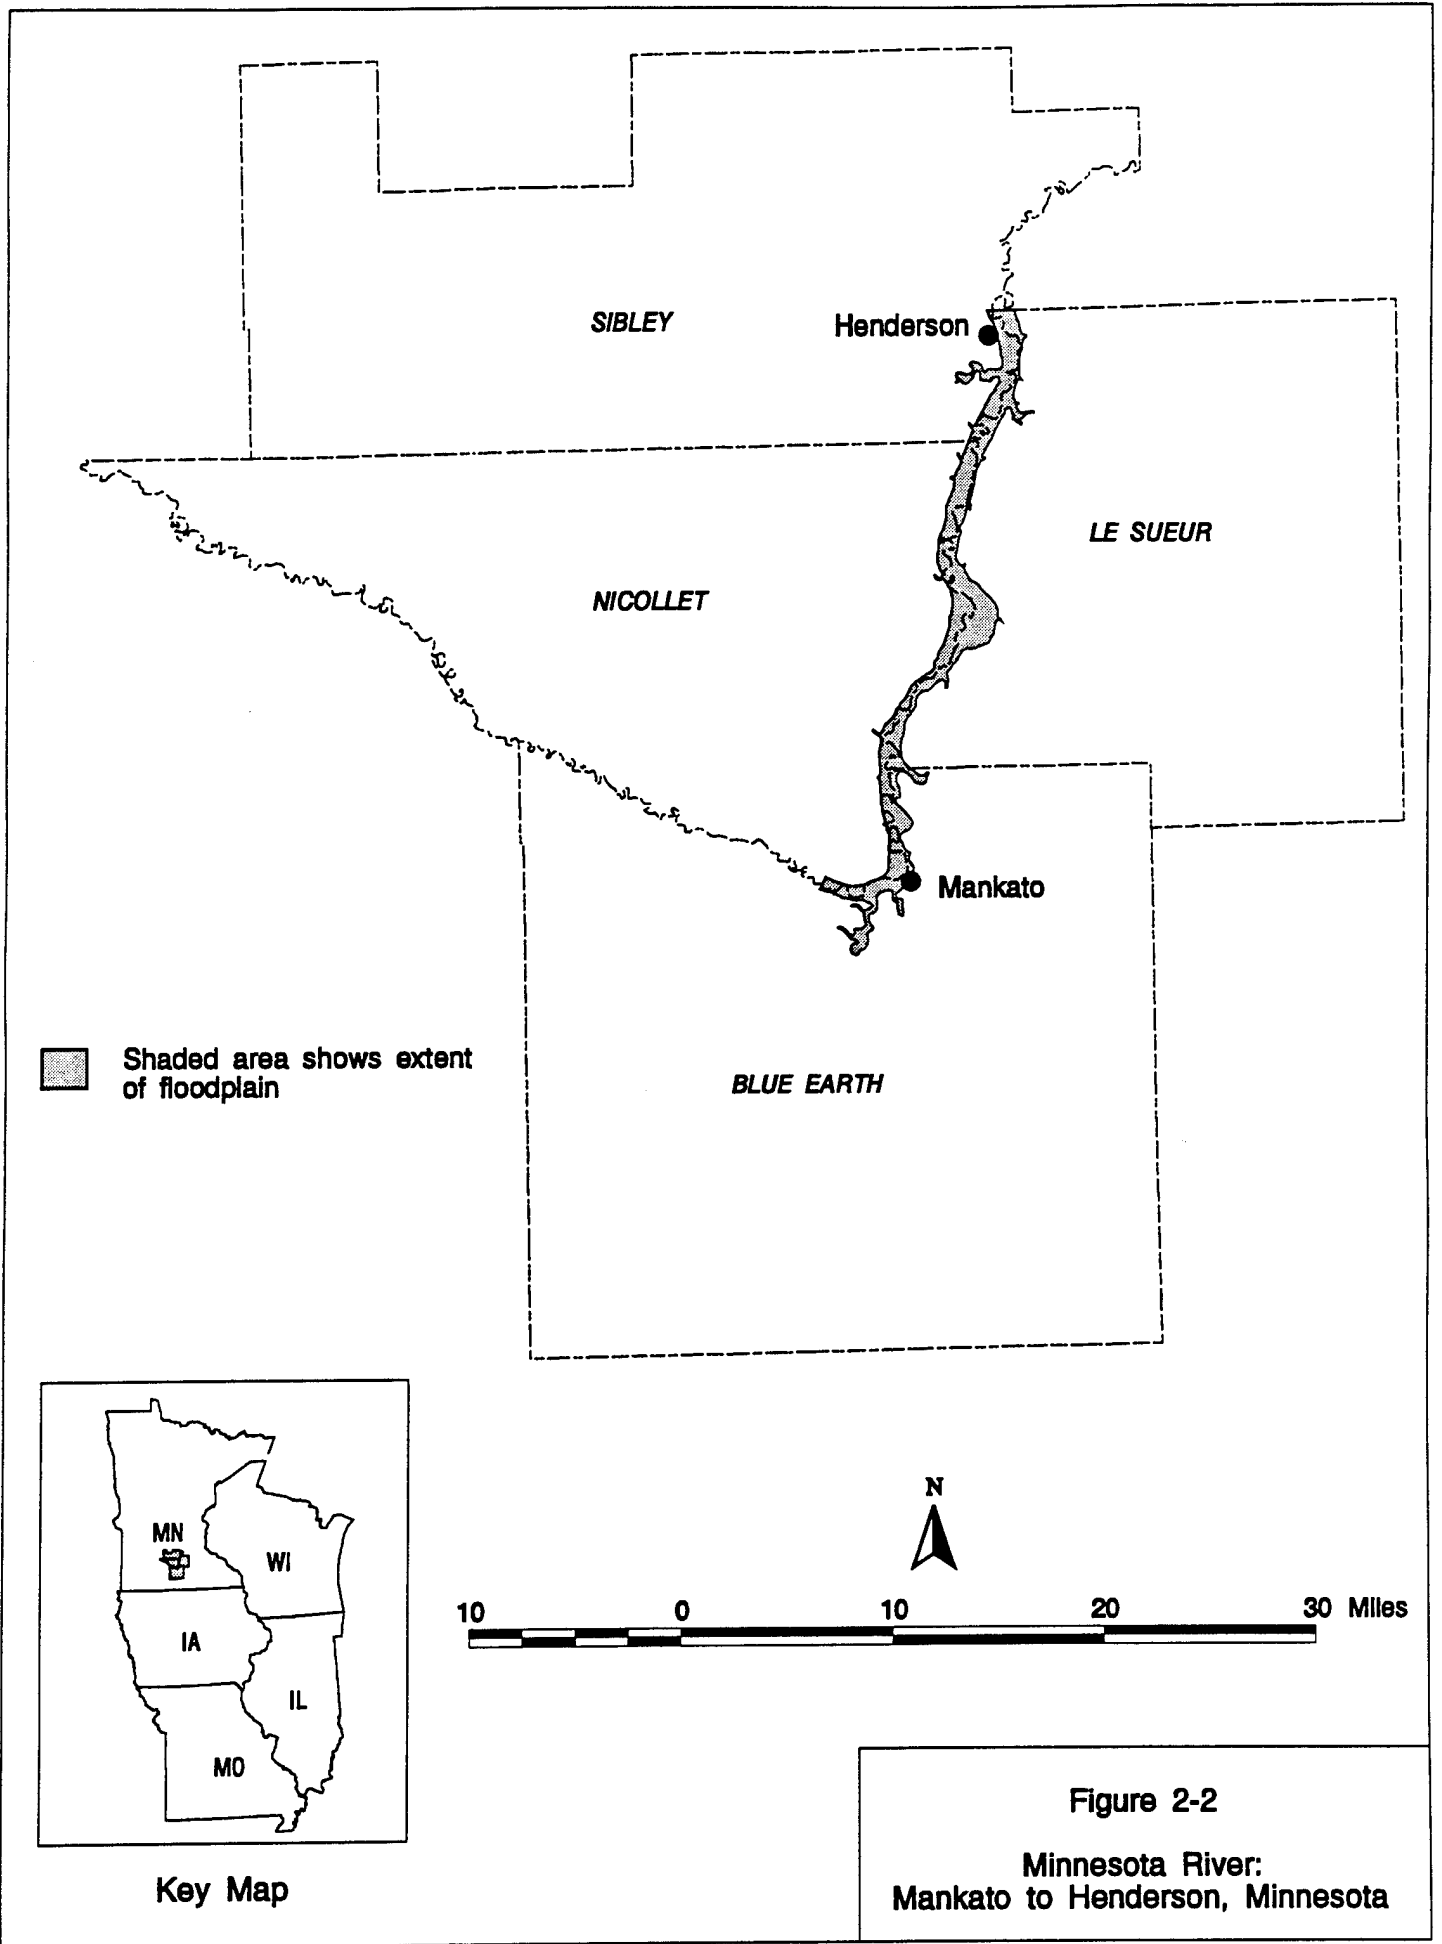 SIBLEY
Henderson
LE SUEUR
NICOLLET
Mankato
Shaded area shows extent
of floodplain
BLUE EARTH
MN
WI
IA
IL
MO
Key Map
N
10 0 10 20 30 Miles
Figure 2-2
Minnesota River:
Mankato to Henderson, Minnesota